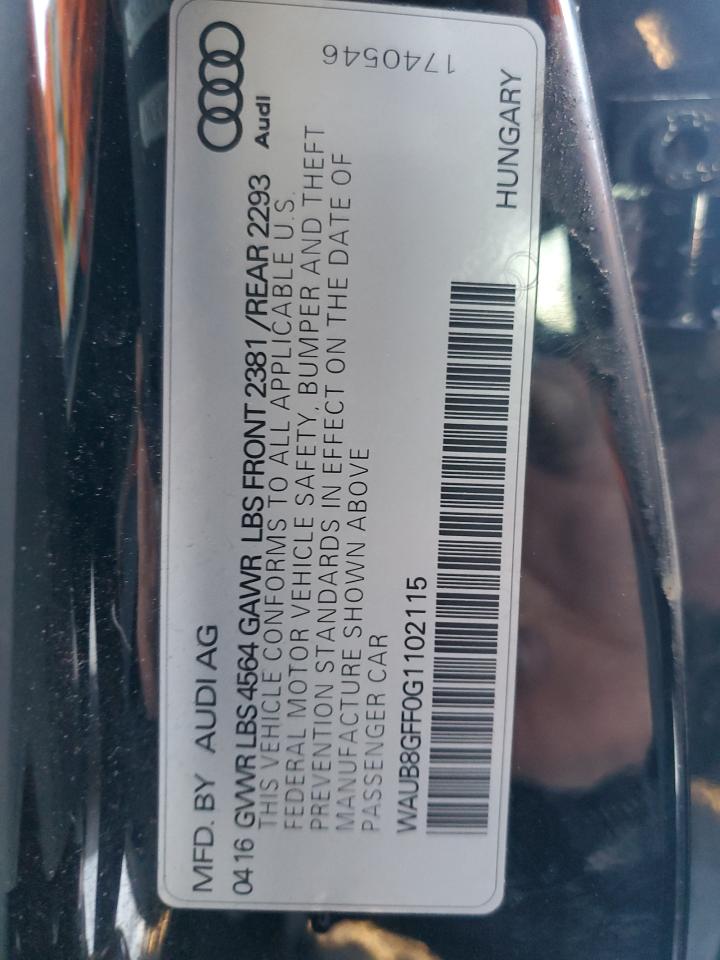 MFD. BY AUDI AG
Audi
04 16 GVWR LBS 4564 GAWR LBS FRONT 2381 /REAR 2293
THIS VEHICLE CONFORMS TO ALL APPLICABLE U.S.
FEDERAL MOTOR VEHICLE SAFETY, BUMPER AND THEFT
PREVENTION STANDARDS IN EFFECT ON THE DATE OF
MANUFACTURE SHOWN ABOVE
PASSENGER CAR
1740546
WAUB8GFF0G1102115
HUNGARY